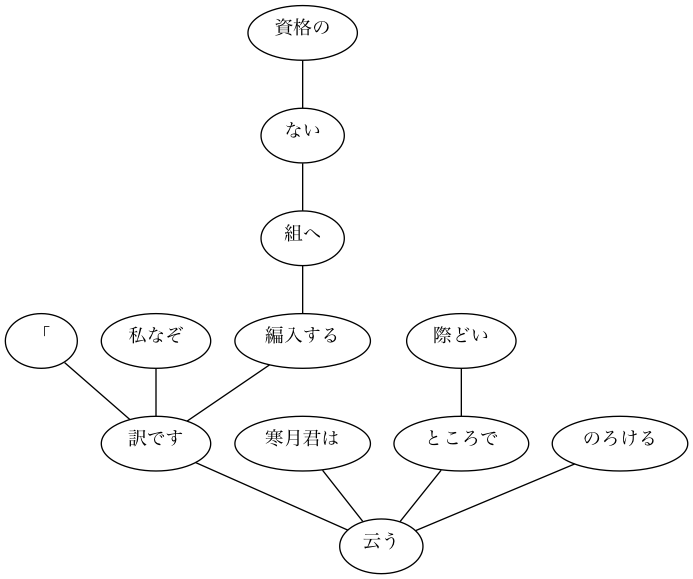 資格の
ない
組へ
「
私なぞ
編入する
際どい
訳です
寒月君は
ところで
のろける
云う